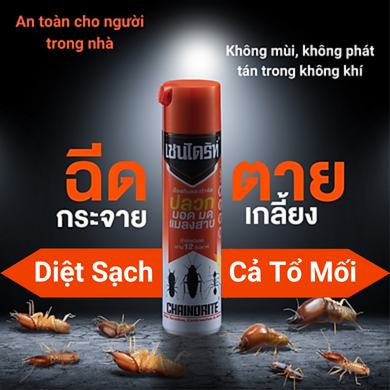 An toàn cho người
trong nhà
Không mùi, không phát
tán trong không khí
เชนไดร้ท์
ปลวก
มอด มด
แมลงสาบ
ฉีด
กระจาย
ตาย
เกลี้ยง
Diệt Sạch
Cả Tổ Mối
CHAINDRITE